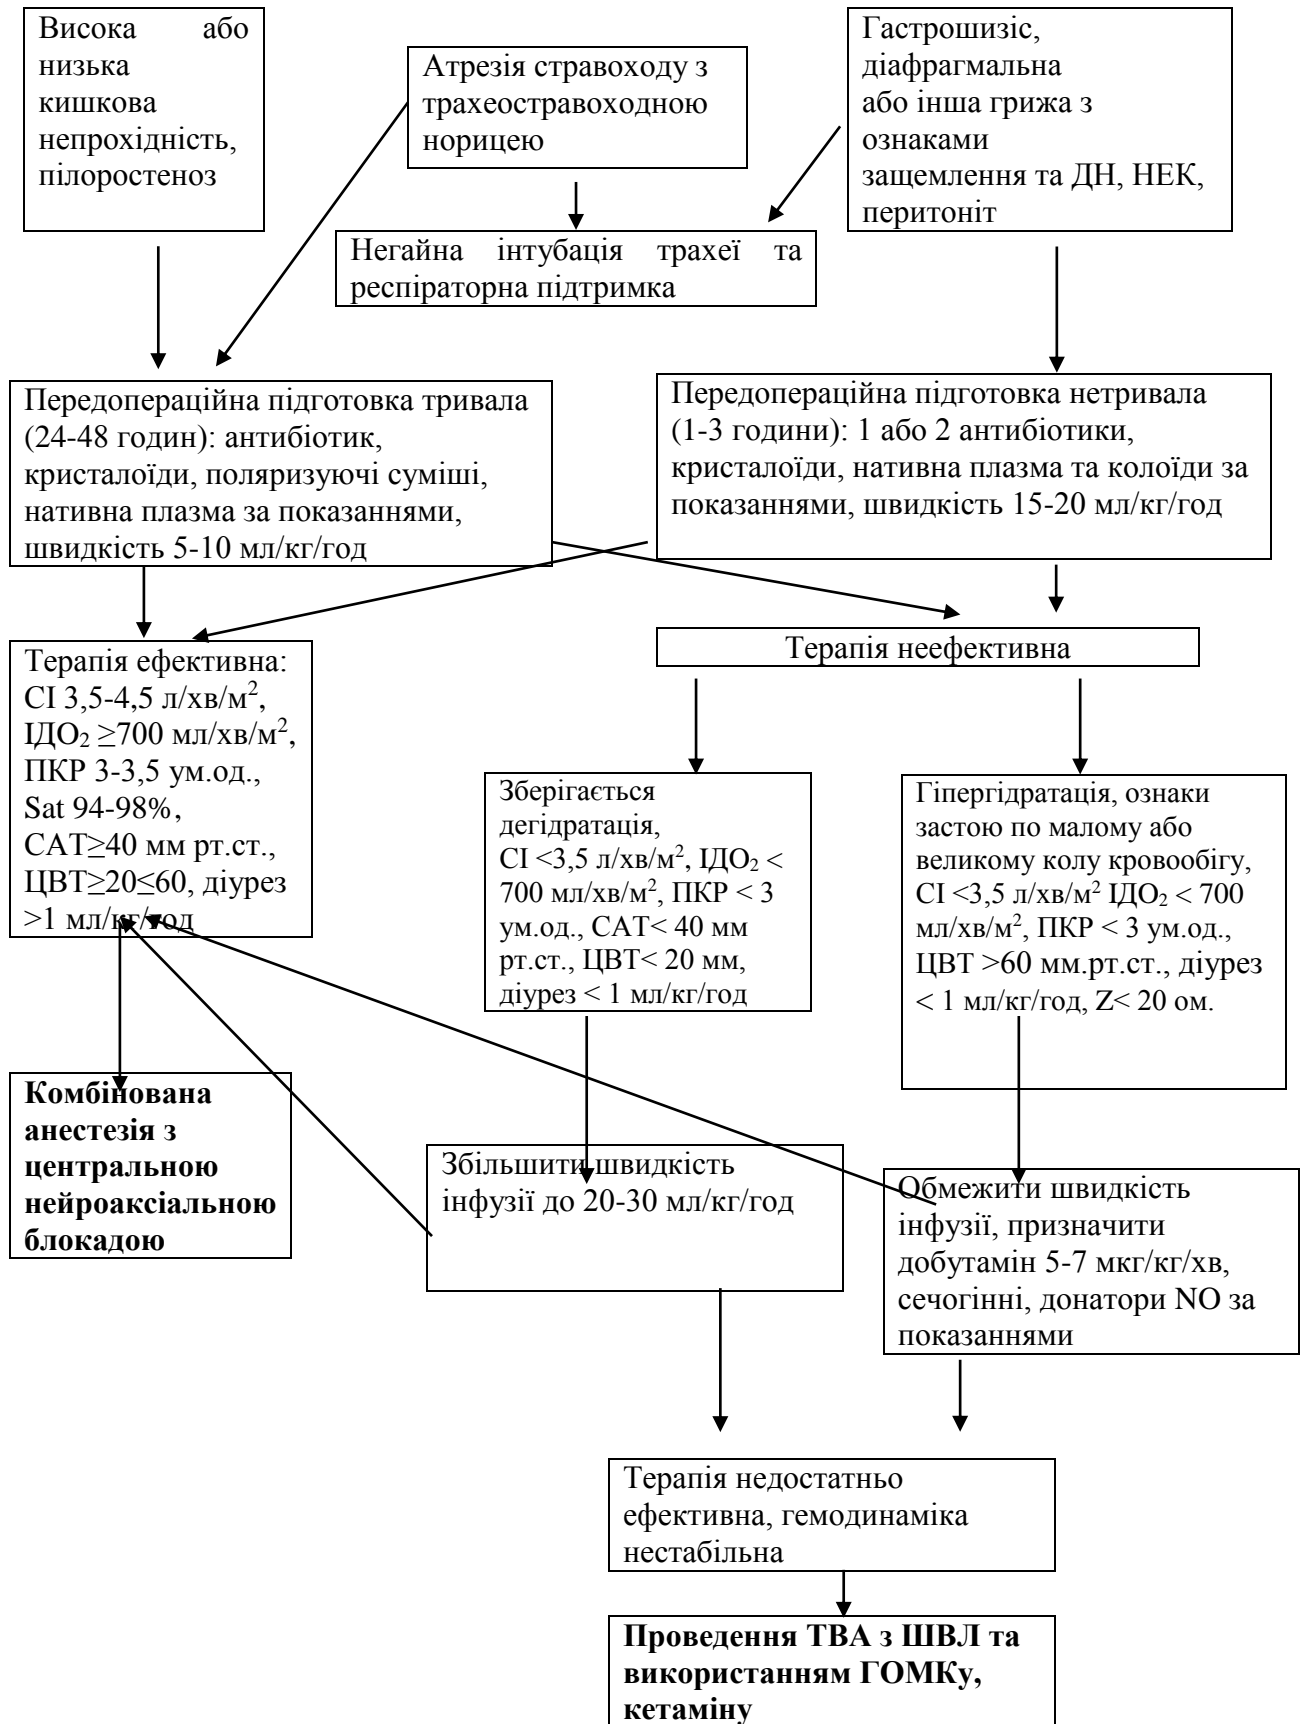 Висока або
низька
кишкова
непрохідність,
пілоростеноз
Атрезія стравоходу з
трахеостравоходною
норицею
Гастрошизіс,
діафрагмальна
або інша грижа з
ознаками
защемлення та ДН, НЕК,
перитоніт
Негайна інтубація трахеї та
респіраторна підтримка
Передопераційна підготовка тривала
(24-48 годин): антибіотик,
кристалоїди, поляризуючі суміші,
нативна плазма за показаннями,
швидкість 5-10 мл/кг/год
Передопераційна підготовка нетривала
(1-3 години): 1 або 2 антибіотики,
кристалоїди, нативна плазма та колоїди за
показаннями, швидкість 15-20 мл/кг/год
Терапія ефективна:
СІ 3,5-4,5 л/хв/м²,
ІДО₂ ≥700 мл/хв/м²,
ПКР 3-3,5 ум.од.,
Sat 94-98%,
САТ≥40 мм рт.ст.,
ЦВТ≥20≤60, діурез
>1 мл/кг/год
Терапія неефективна
Зберігається
дегідратація,
СІ <3,5 л/хв/м², ІДО₂ <
700 мл/хв/м², ПКР < 3
ум.од., САТ< 40 мм
рт.ст., ЦВТ< 20 мм,
діурез < 1 мл/кг/год
Гіпергідратація, ознаки
застою по малому або
великому колу кровообігу,
СІ <3,5 л/хв/м² ІДО₂ < 700
мл/хв/м², ПКР < 3 ум.од.,
ЦВТ >60 мм.рт.ст., діурез
< 1 мл/кг/год, Z< 20 ом.
Комбінована
анестезія з
центральною
нейроаксіальною
блокадою
Збільшити швидкість
інфузії до 20-30 мл/кг/год
Обмежити швидкість
інфузії, призначити
добутамін 5-7 мкг/кг/хв,
сечогінні, донатори NO за
показаннями
Терапія недостатньо
ефективна, гемодинаміка
нестабільна
Проведення ТВА з ШВЛ та
використанням ГОМКу,
кетаміну